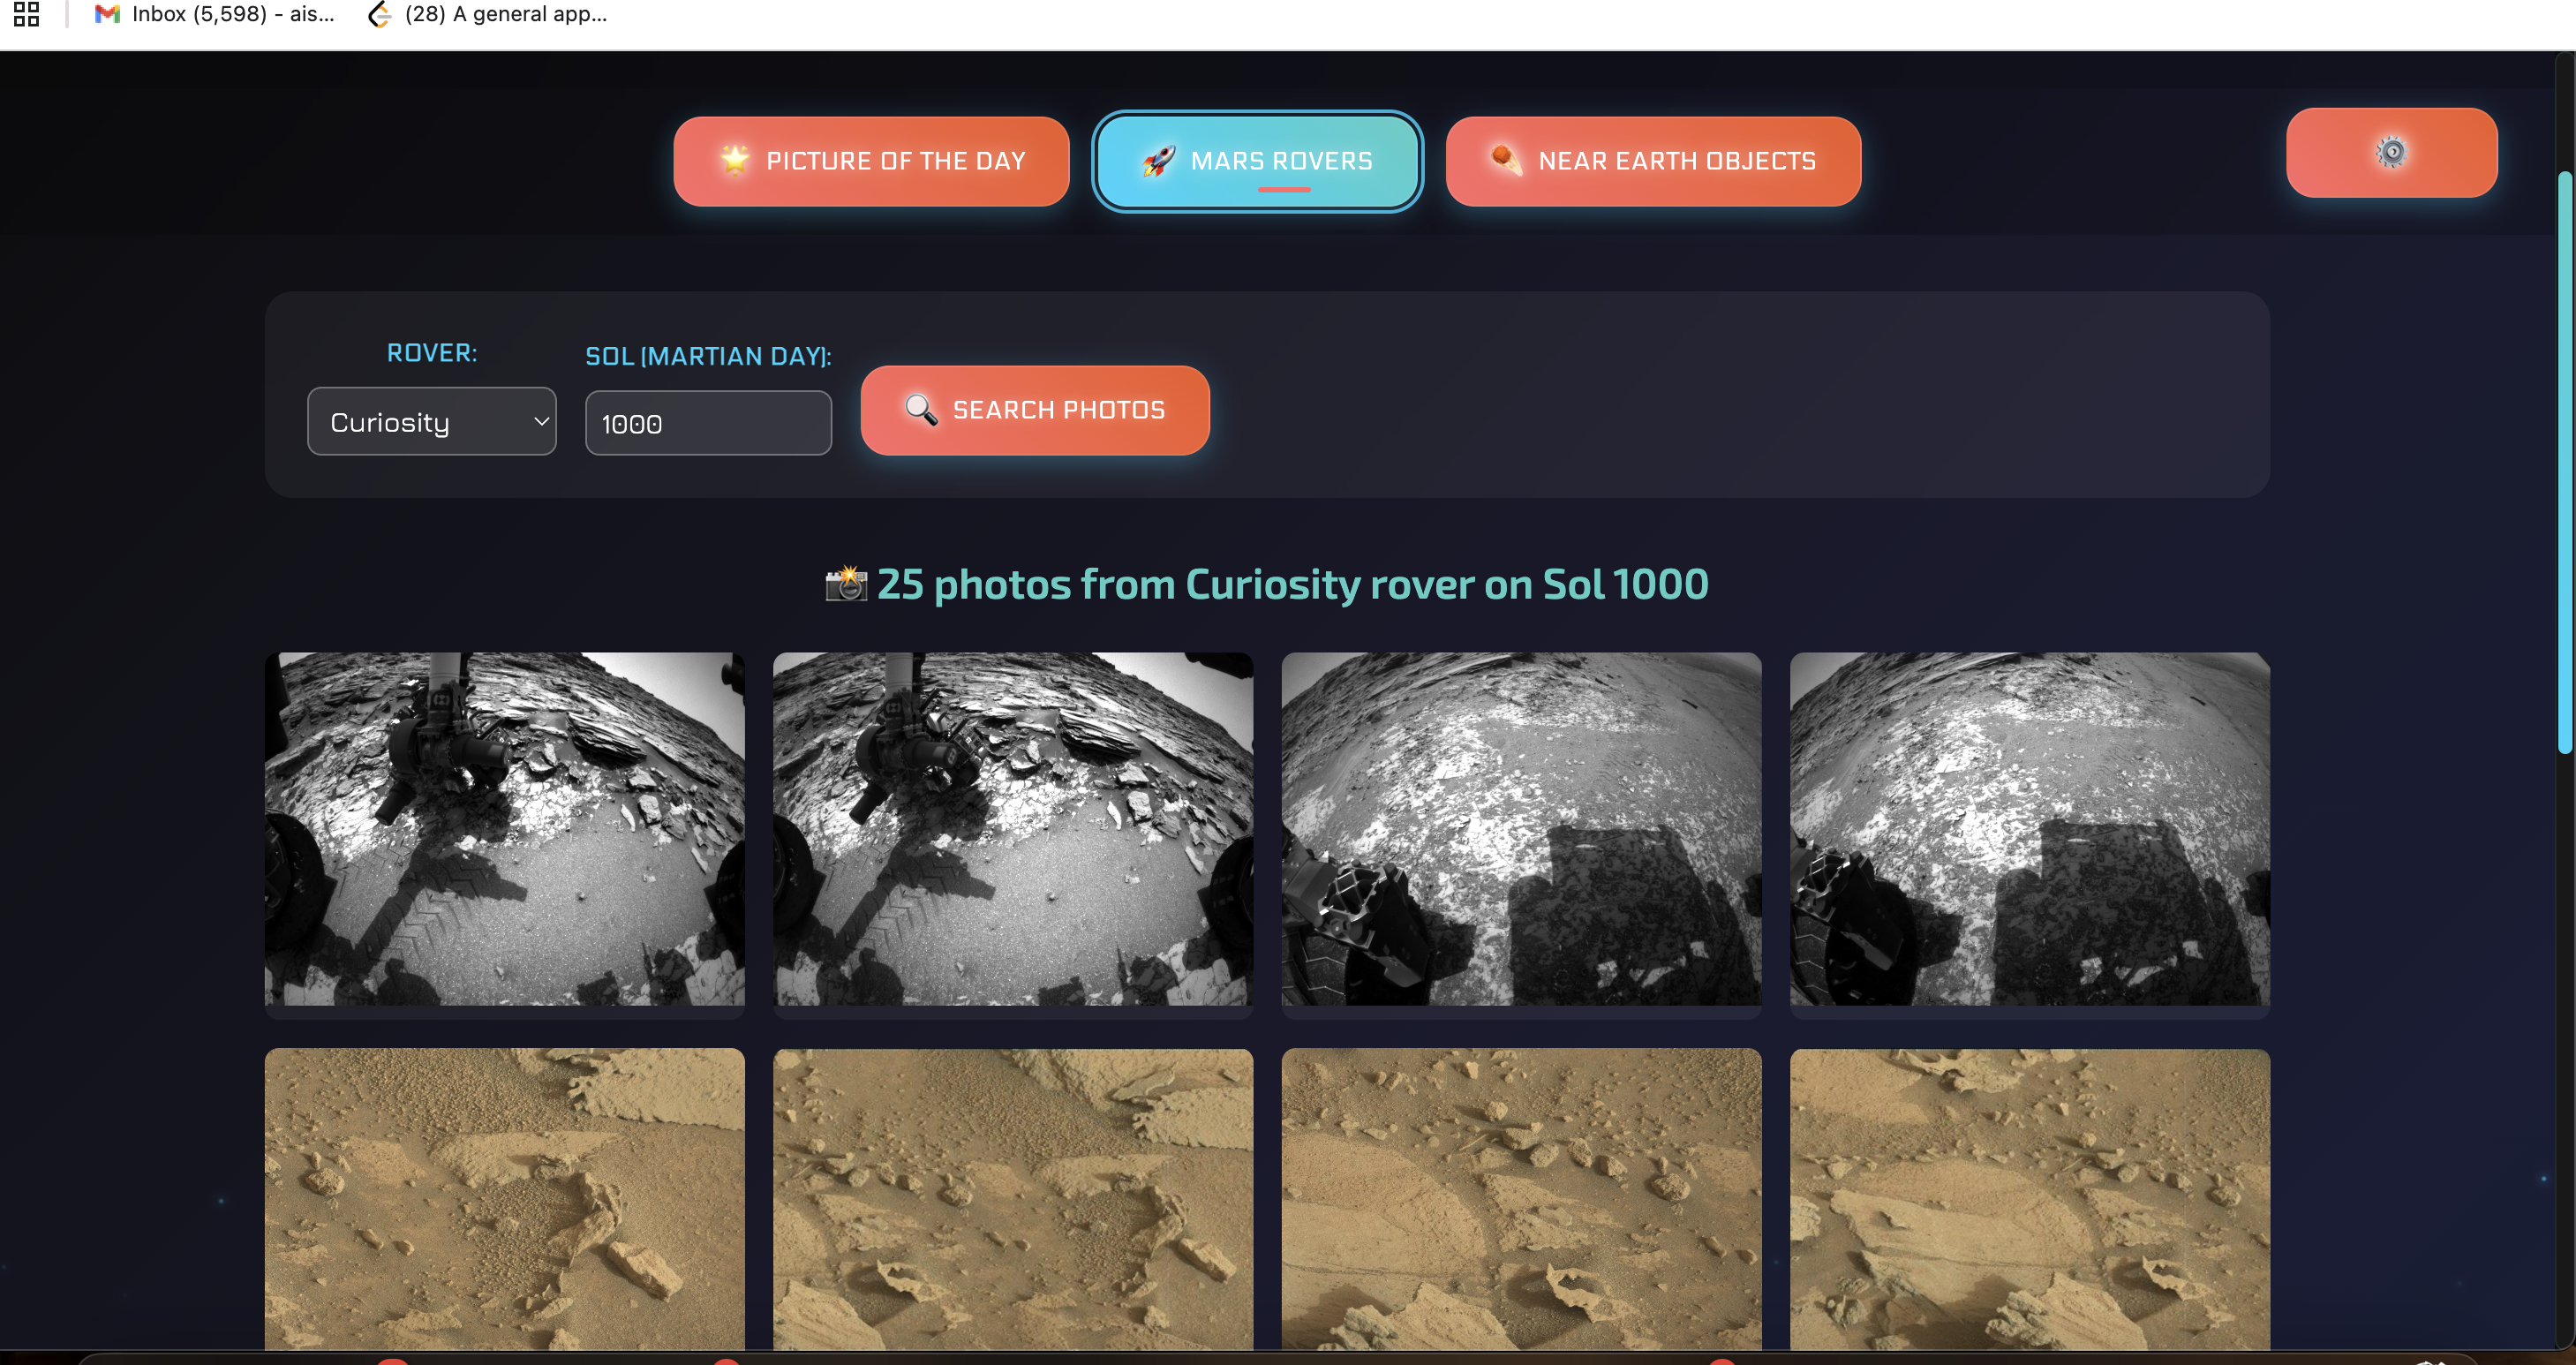 Inbox (5,598) - ais... (28) A general app...
PICTURE OF THE DAY MARS ROVERS NEAR EARTH OBJECTS
ROVER: SOL (MARTIAN DAY):
Curiosity 1000 SEARCH PHOTOS
25 photos from Curiosity rover on Sol 1000